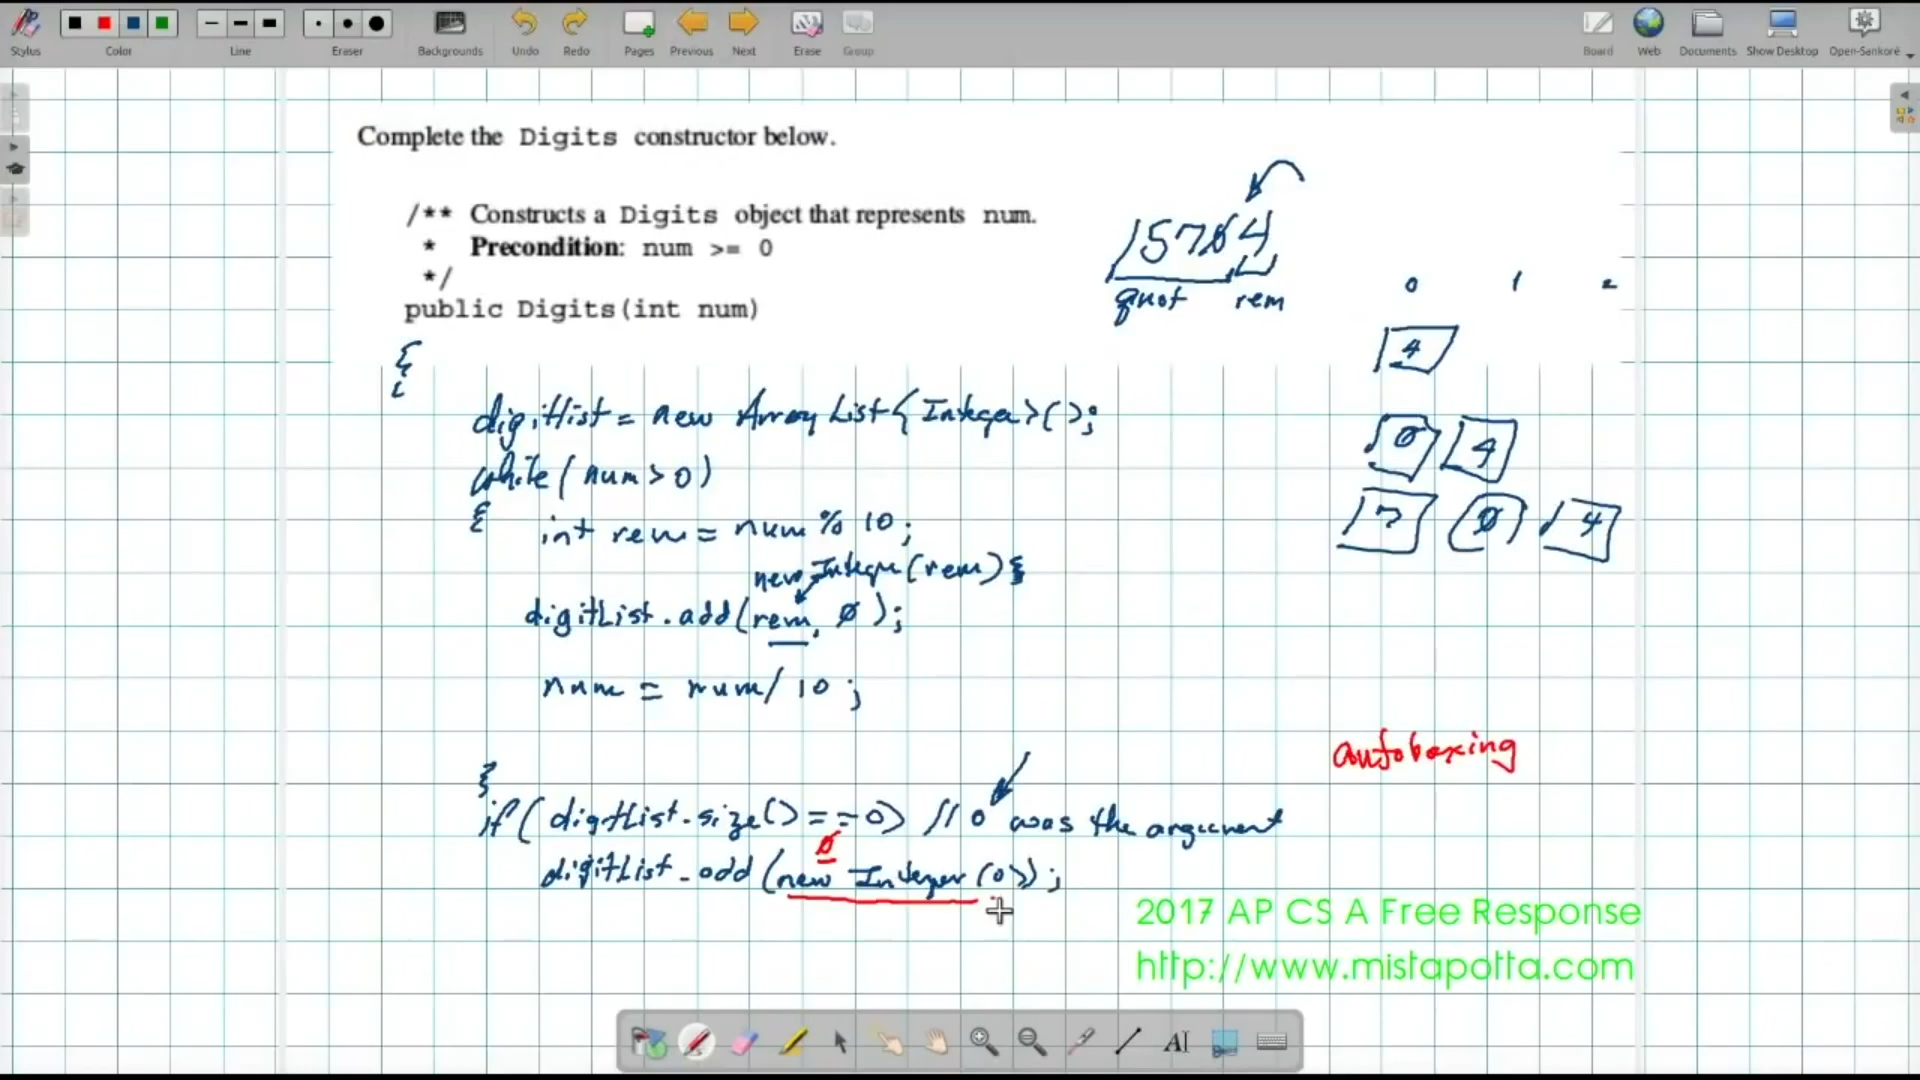 Stylus
Color
Line
Eraser
Backgrounds
Undo
Redo
Pages
Previous
Next
Erase
Group
Board
Web
Documents
Show Desktop
Open-Sankoré
Complete the Digits constructor below.
/** Constructs a Digits object that represents num.
* Precondition: num >= 0
*/
public Digits(int num)
{
digitList = new ArrayList<Integer>();
while(num>0)
{ int rem = num % 10;
new Integer(rem)
digitList.add(rem, 0);
num = num/10;
}
if(digitList.size()==0) // 0 was the argument
0
digitList.add(new Integer(0));
15704
quot rem
0 1 2
4
0 4
7 0 4
autoboxing
2017 AP CS A Free Response
http://www.mistapotta.com
AI